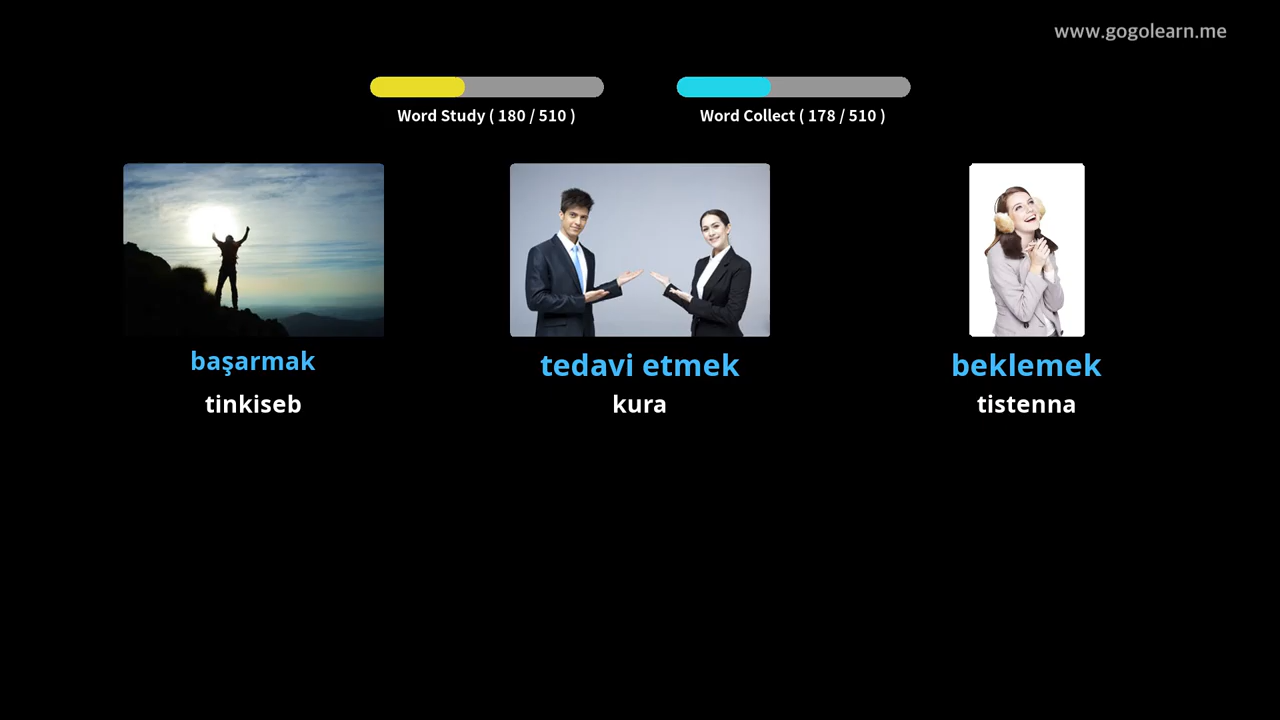 www.gogolearn.me
Word Study ( 180 / 510 )
Word Collect ( 178 / 510 )
başarmak
tedavi etmek
beklemek
tinkiseb
kura
tistenna